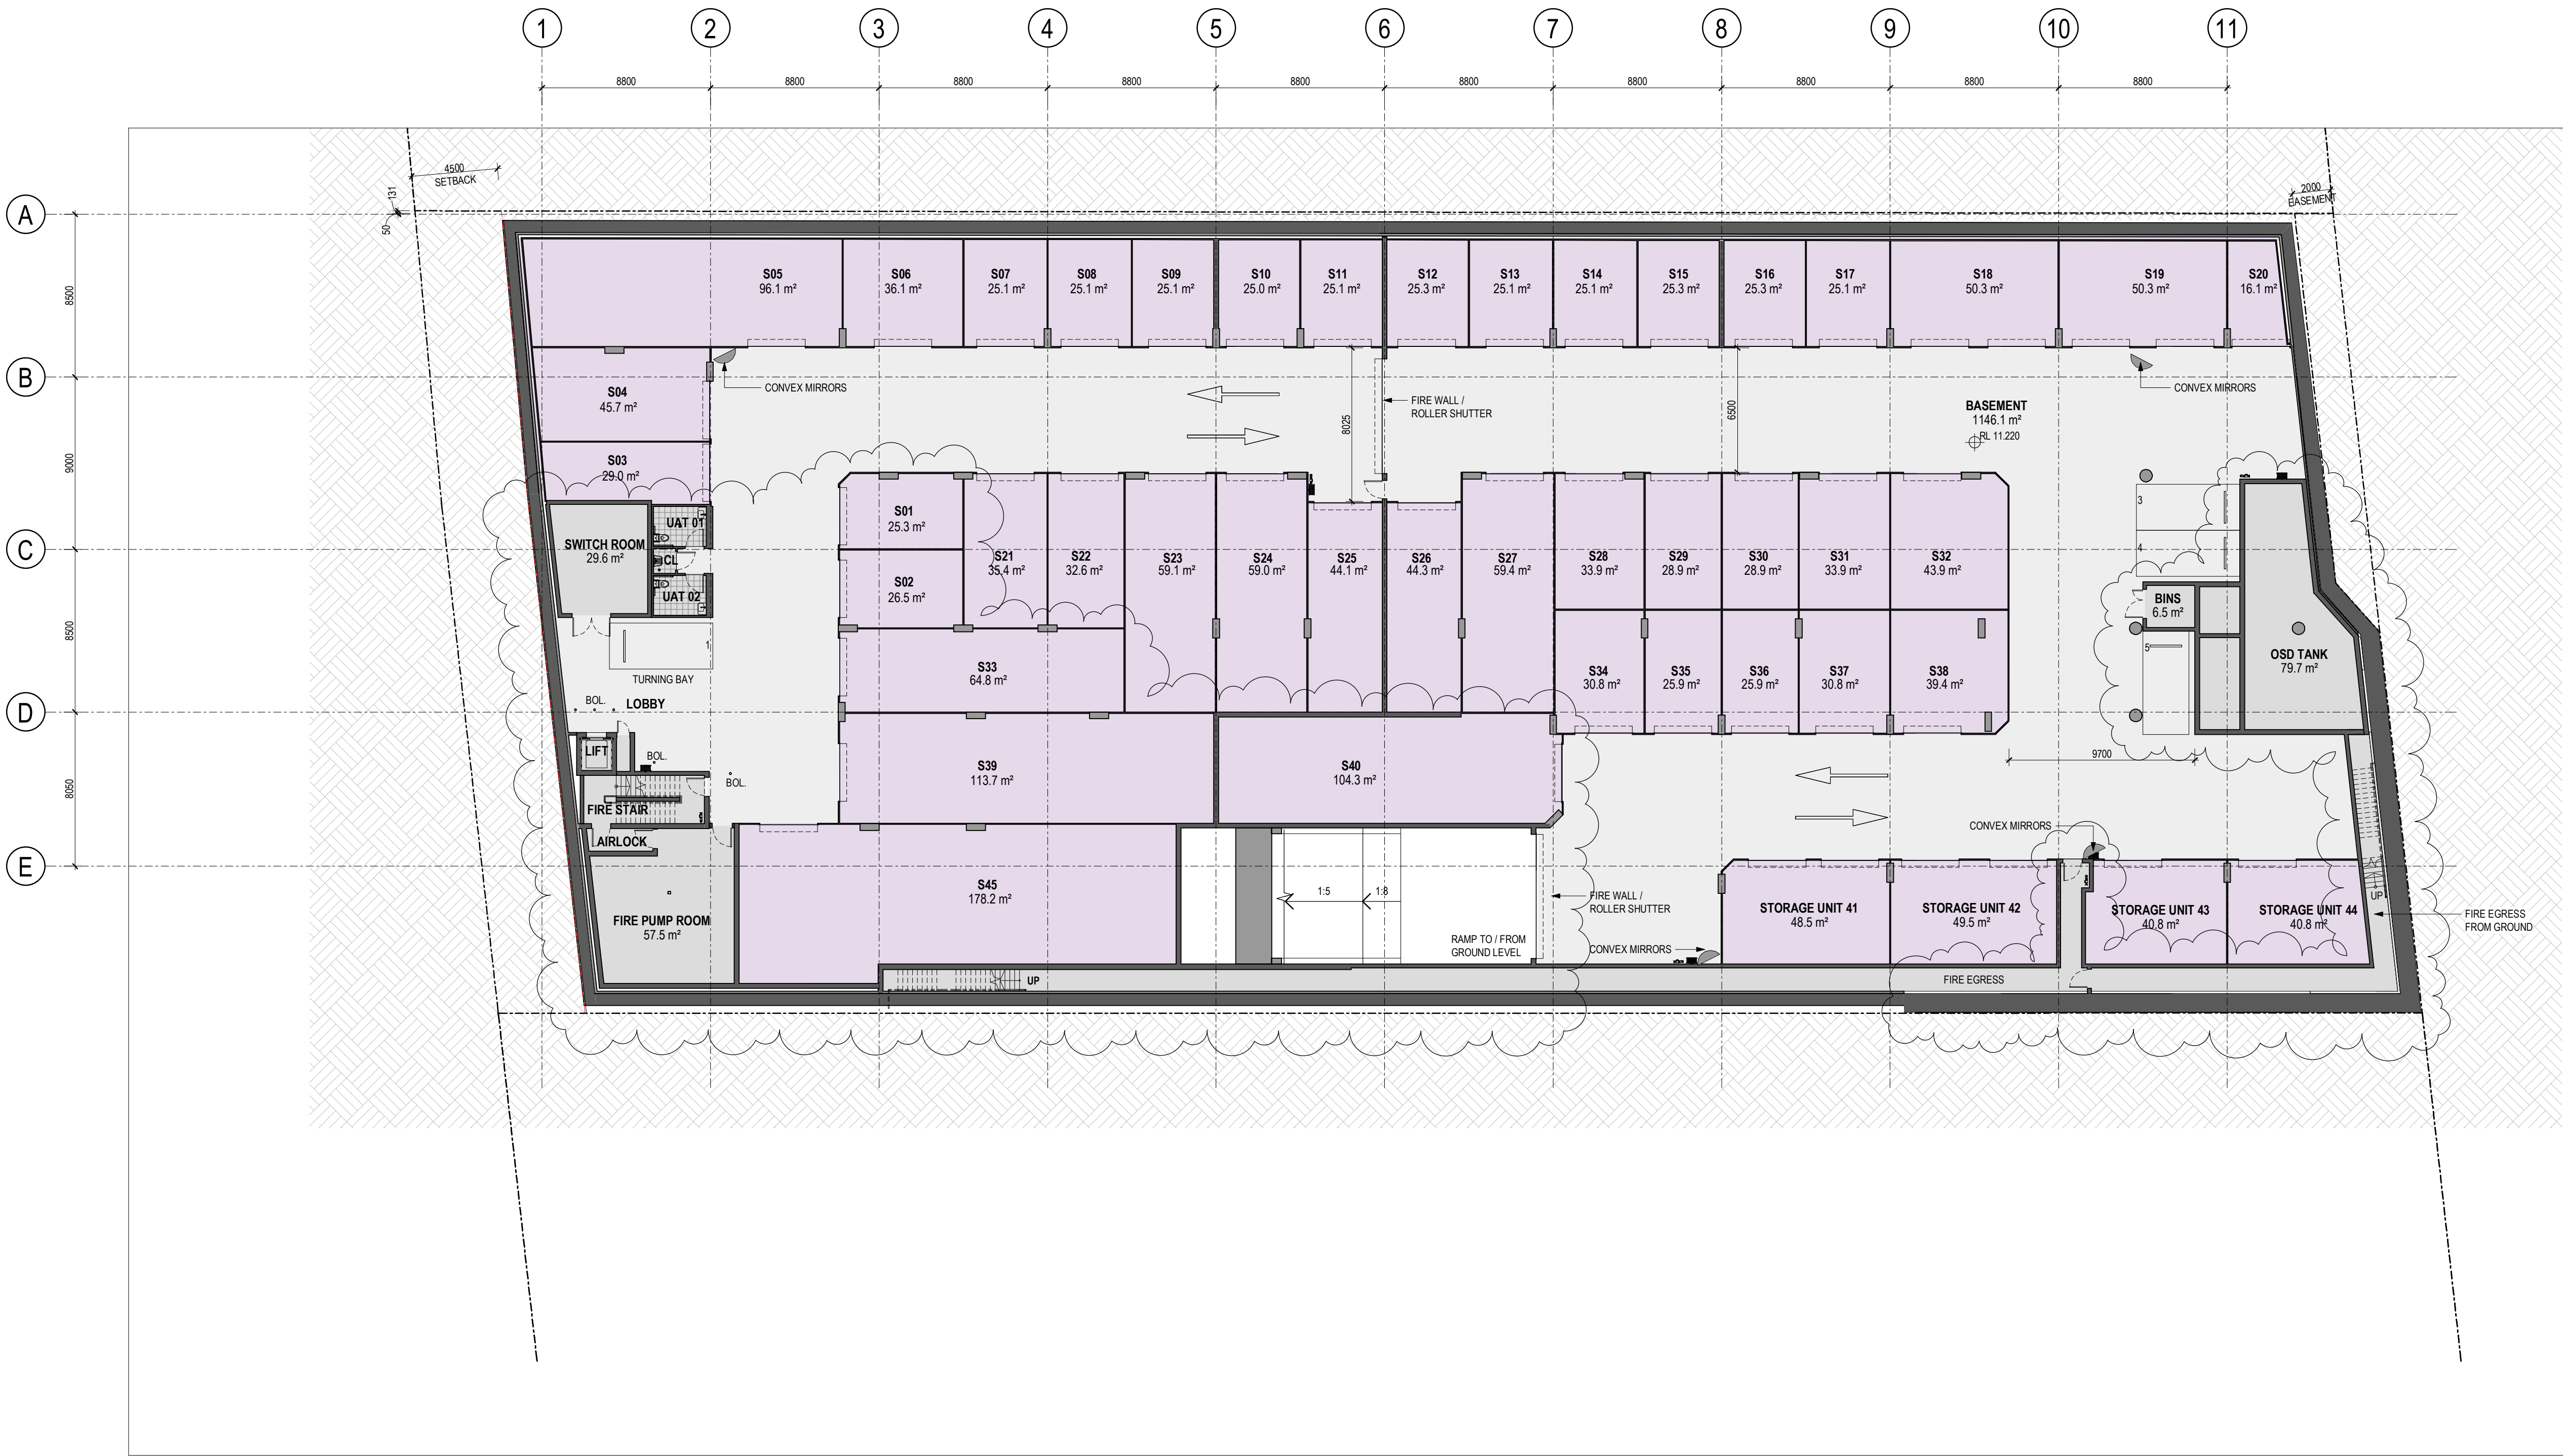 1 2 3 4 5 6 7 8 9 10 11
8800 8800 8800 8800 8800 8800 8800 8800 8800 8800
4500
SETBACK
131
50
2000
EASEMENT
A
B
C
D
E
8500
9000
8500
8050
S05
96.1 m²
S06
36.1 m²
S07
25.1 m²
S08
25.1 m²
S09
25.1 m²
S10
25.0 m²
S11
25.1 m²
S12
25.3 m²
S13
25.1 m²
S14
25.1 m²
S15
25.3 m²
S16
25.3 m²
S17
25.1 m²
S18
50.3 m²
S19
50.3 m²
S20
16.1 m²
S04
45.7 m²
CONVEX MIRRORS
8025
FIRE WALL /
ROLLER SHUTTER
6500
BASEMENT
1146.1 m²
RL 11.220
CONVEX MIRRORS
S03
29.0 m²
SWITCH ROOM
29.6 m²
UAT 01
CL
UAT 02
S01
25.3 m²
S02
26.5 m²
S21
35.4 m²
S22
32.6 m²
S23
59.1 m²
S24
59.0 m²
S25
44.1 m²
S26
44.3 m²
S27
59.4 m²
S28
33.9 m²
S29
28.9 m²
S30
28.9 m²
S31
33.9 m²
S32
43.9 m²
3
4
BINS
6.5 m²
5
OSD TANK
79.7 m²
1
TURNING BAY
S33
64.8 m²
S34
30.8 m²
S35
25.9 m²
S36
25.9 m²
S37
30.8 m²
S38
39.4 m²
BOL.
LOBBY
LIFT
BOL.
BOL.
S39
113.7 m²
S40
104.3 m²
9700
FIRE STAIR
AIRLOCK
CONVEX MIRRORS
FIRE PUMP ROOM
57.5 m²
S45
178.2 m²
1:5
1:8
RAMP TO / FROM
GROUND LEVEL
FIRE WALL /
ROLLER SHUTTER
CONVEX MIRRORS
STORAGE UNIT 41
48.5 m²
STORAGE UNIT 42
49.5 m²
STORAGE UNIT 43
40.8 m²
STORAGE UNIT 44
40.8 m²
UP
FIRE EGRESS
FROM GROUND
UP
FIRE EGRESS